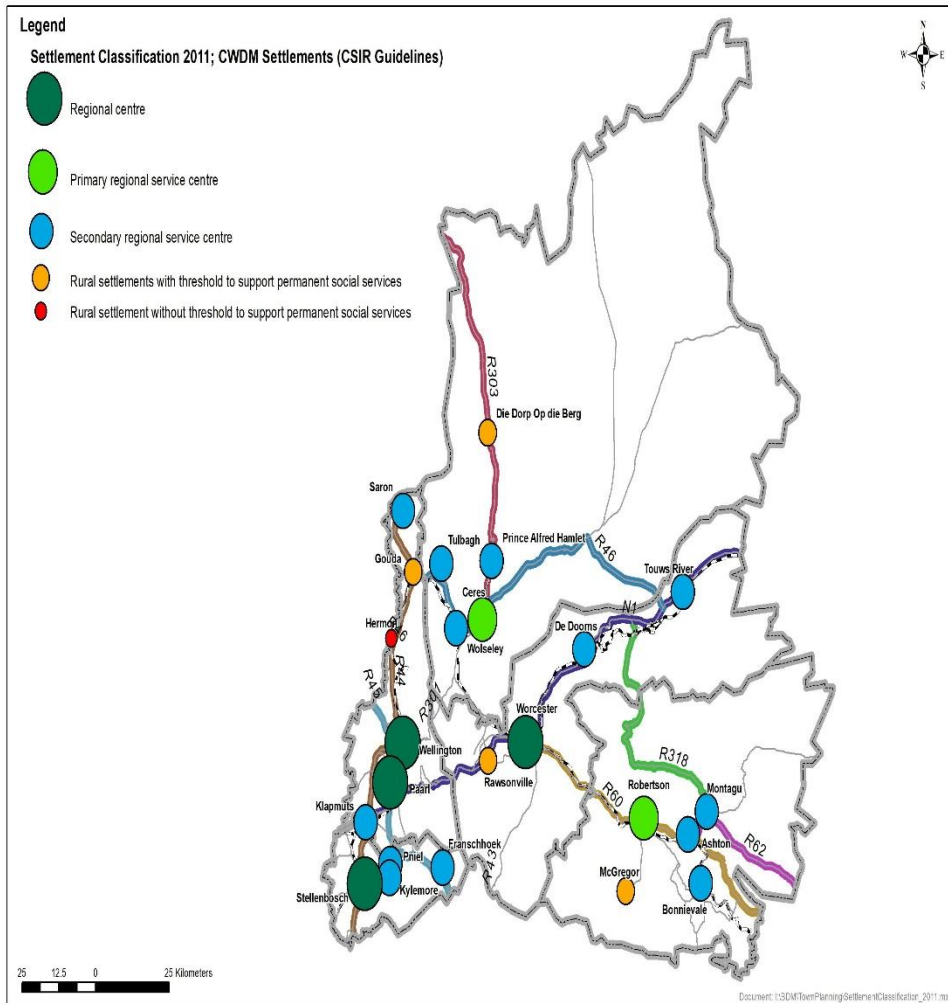 Legend
Settlement Classification 2011; CWDM Settlements (CSIR Guidelines)
Regional centre
Primary regional service centre
Secondary regional service centre
Rural settlements with threshold to support permanent social services
Rural settlement without threshold to support permanent social services
N
W E
S
R303
Die Dorp Op die Berg
Saron
Tulbagh
Prince Alfred Hamlet
R46
Gouda
Touws River
Ceres
N1
Hermon
De Doorns
Wolseley
R44
R45
R301
Worcester
Wellington
Rawsonville
R318
Paarl
Robertson
Montagu
R60
Klapmuts
Ashton
R62
Franschhoek
R43
Pniel
McGregor
Kylemore
Stellenbosch
Bonnievale
25 12.5 0 25 Kilometers